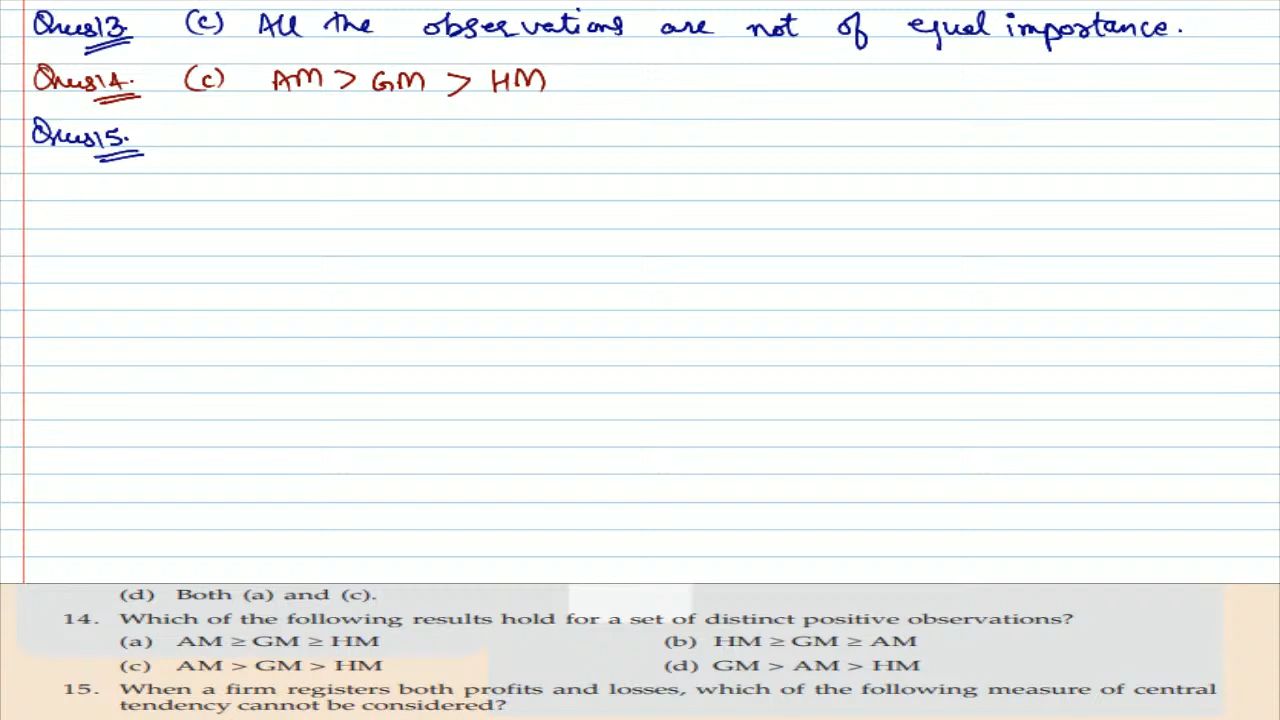 Ques13. (c) All the observations are not of equal importance.
Ques14. (c) AM > GM > HM
Ques15.
(d) Both (a) and (c).
14. Which of the following results hold for a set of distinct positive observations?
(a) AM ≥ GM ≥ HM (b) HM ≥ GM ≥ AM
(c) AM > GM > HM (d) GM > AM > HM
15. When a firm registers both profits and losses, which of the following measure of central
tendency cannot be considered?